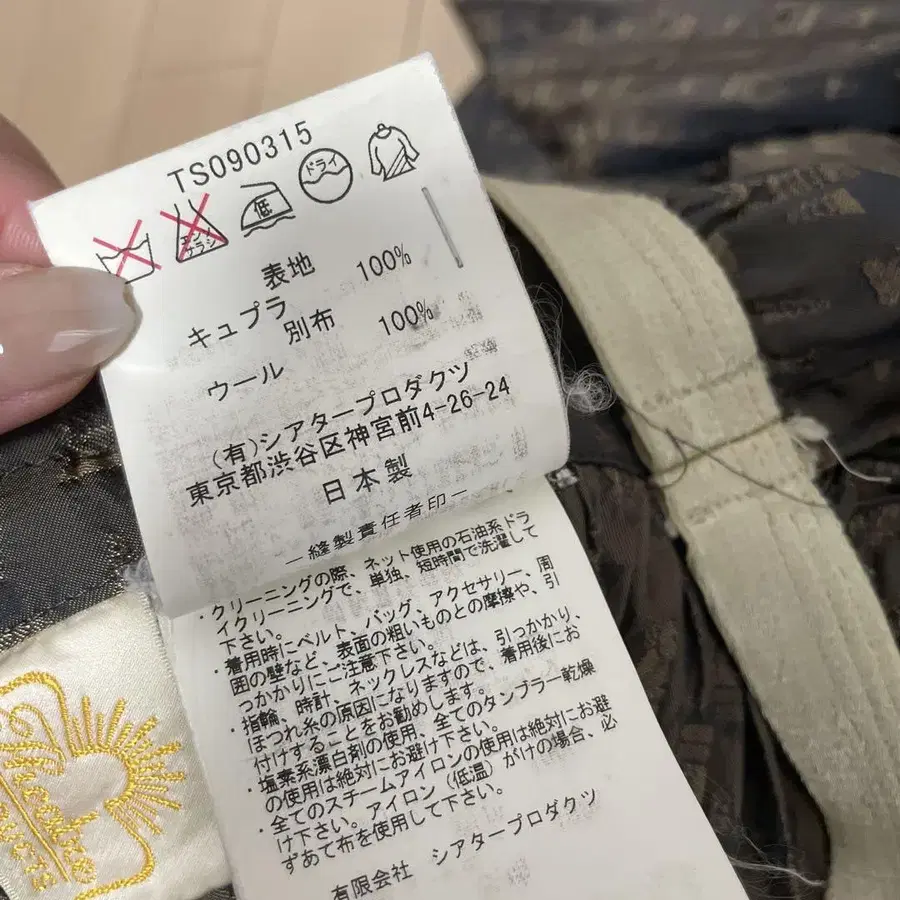 TS090315
エンソ
サラシ
低
ドライ
表地
キュプラ 100%
別布
ウール 100%
(有)シアタープロダクツ
東京都渋谷区神宮前4-26-24
日本製
―縫製責任者印―
・クリーニングの際、ネット使用の石油系ドラ
イクリーニングで、単独、短時間で洗濯して
下さい。
・着用時にベルト、バッグ、アクセサリー、周
囲の壁など、表面の粗いものとの摩擦や、引
っかかりにご注意下さい。
・指輪、時計、ネックレスなどは、引っかかり、
ほつれ糸の原因になりますので、着用後にお
付けすることをお勧めします。
・塩素系漂白剤の使用、全てのタンブラー乾燥
の使用は絶対にお避け下さい。
・全てのスチームアイロンの使用は絶対にお避
け下さい。アイロン(低温)がけの場合、必
ずあて布を使用して下さい。
有限会社 シアタープロダクツ